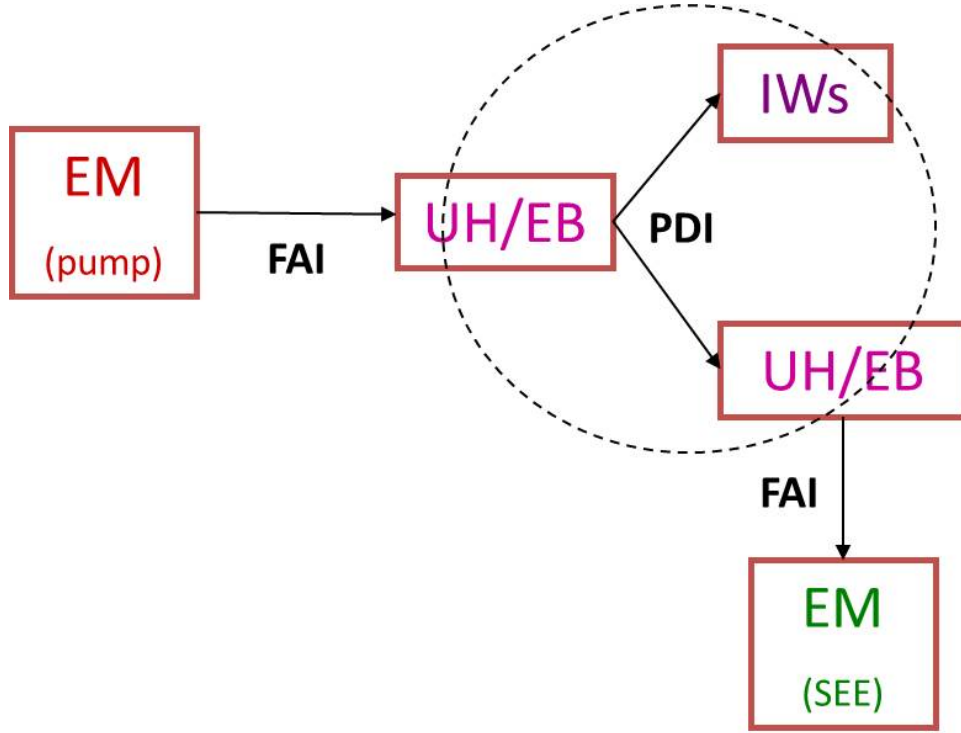 EM
(pump)
FAI
UH/EB
PDI
IWs
UH/EB
FAI
EM
(SEE)